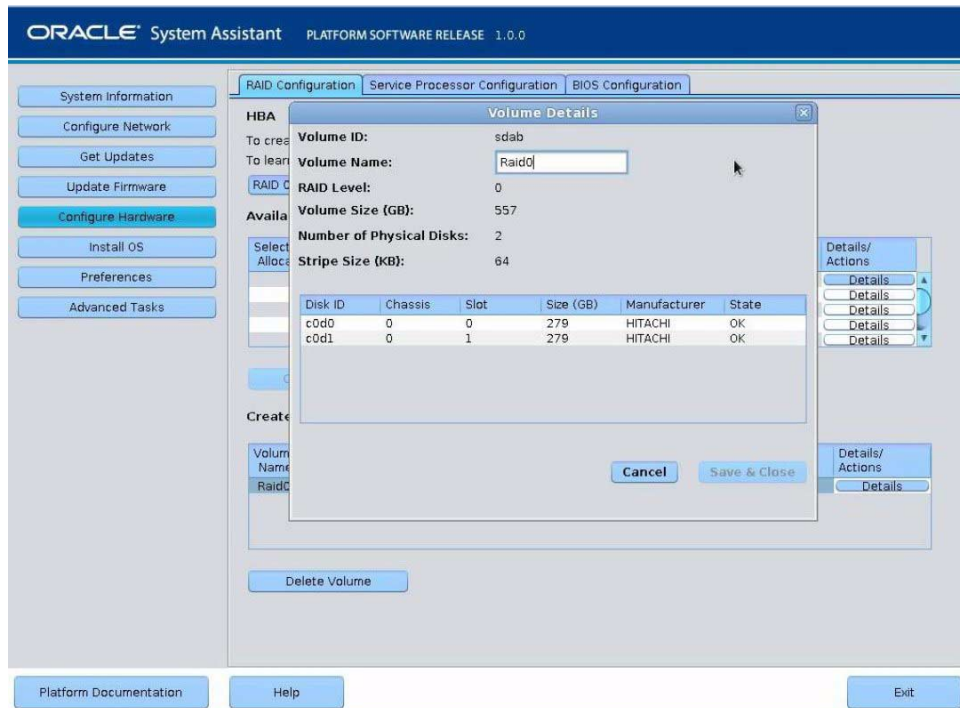 ORACLE System Assistant PLATFORM SOFTWARE RELEASE 1.0.0
System Information
Configure Network
Get Updates
Update Firmware
Configure Hardware
Install OS
Preferences
Advanced Tasks
RAID Configuration Service Processor Configuration BIOS Configuration
HBA
To crea
To learn
RAID C
Availa
Select
Alloca
Details/
Actions
Details
Details
Details
Details
Details
Create
Volum
Name
Details/
Actions
Raid0
Details
Delete Volume
Volume Details
Volume ID: sdab
Volume Name: Raid0
RAID Level: 0
Volume Size (GB): 557
Number of Physical Disks: 2
Stripe Size (KB): 64
Disk ID Chassis Slot Size (GB) Manufacturer State
c0d0 0 0 279 HITACHI OK
c0d1 0 1 279 HITACHI OK
Cancel Save & Close
Platform Documentation Help Exit